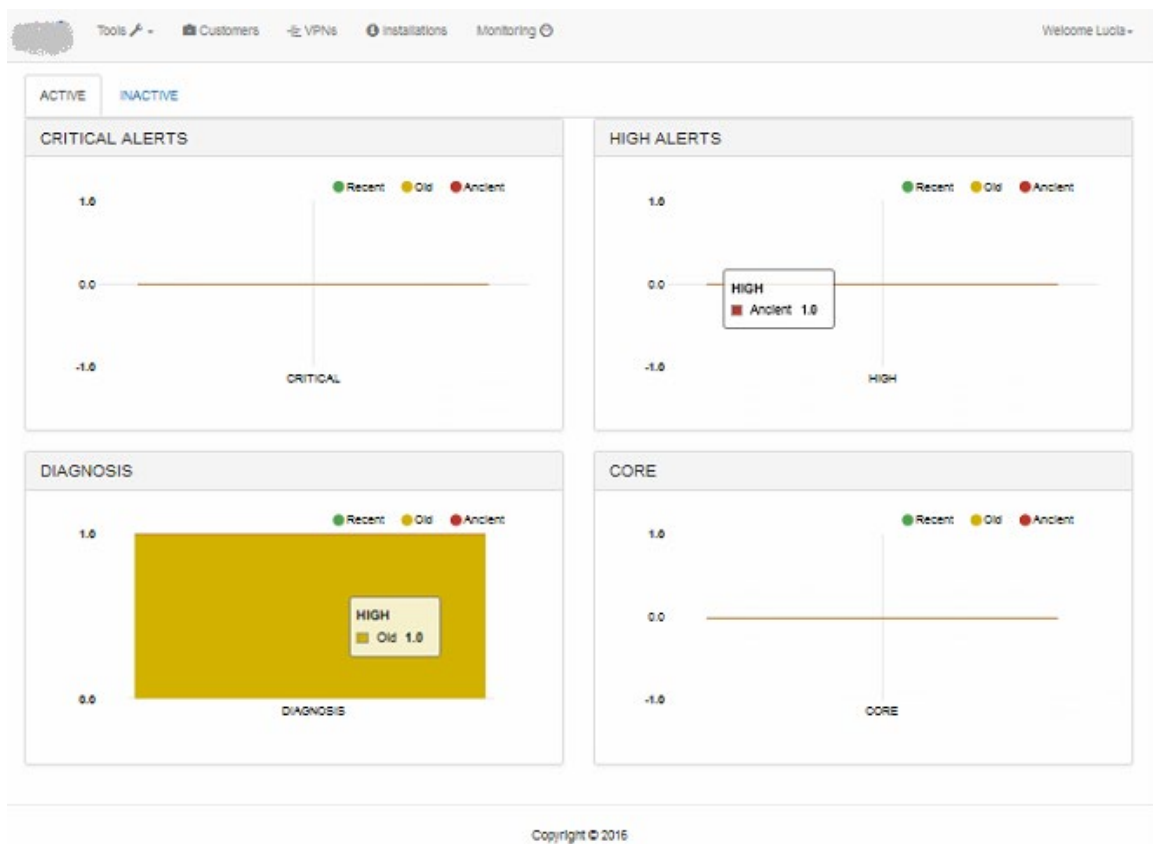 Tools Customers VPNs Installations Monitoring Welcome Lucia
ACTIVE INACTIVE
CRITICAL ALERTS
Recent Old Ancient
1.0
0.0
-1.0
CRITICAL
HIGH ALERTS
Recent Old Ancient
1.0
0.0
HIGH
Ancient 1.0
-1.0
HIGH
DIAGNOSIS
Recent Old Ancient
1.0
HIGH
Old 1.0
0.0
DIAGNOSIS
CORE
Recent Old Ancient
1.0
0.0
-1.0
CORE
Copyright © 2016